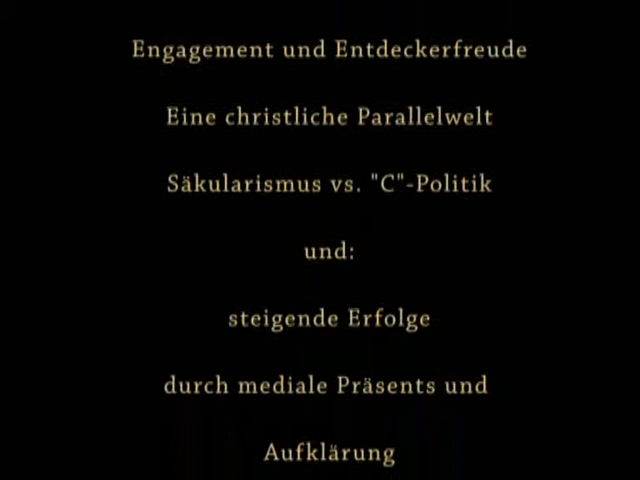 Engagement und Entdeckerfreude
Eine christliche Parallelwelt
Säkularismus vs. "C"-Politik
und:
steigende Erfolge
durch mediale Präsents und
Aufklärung